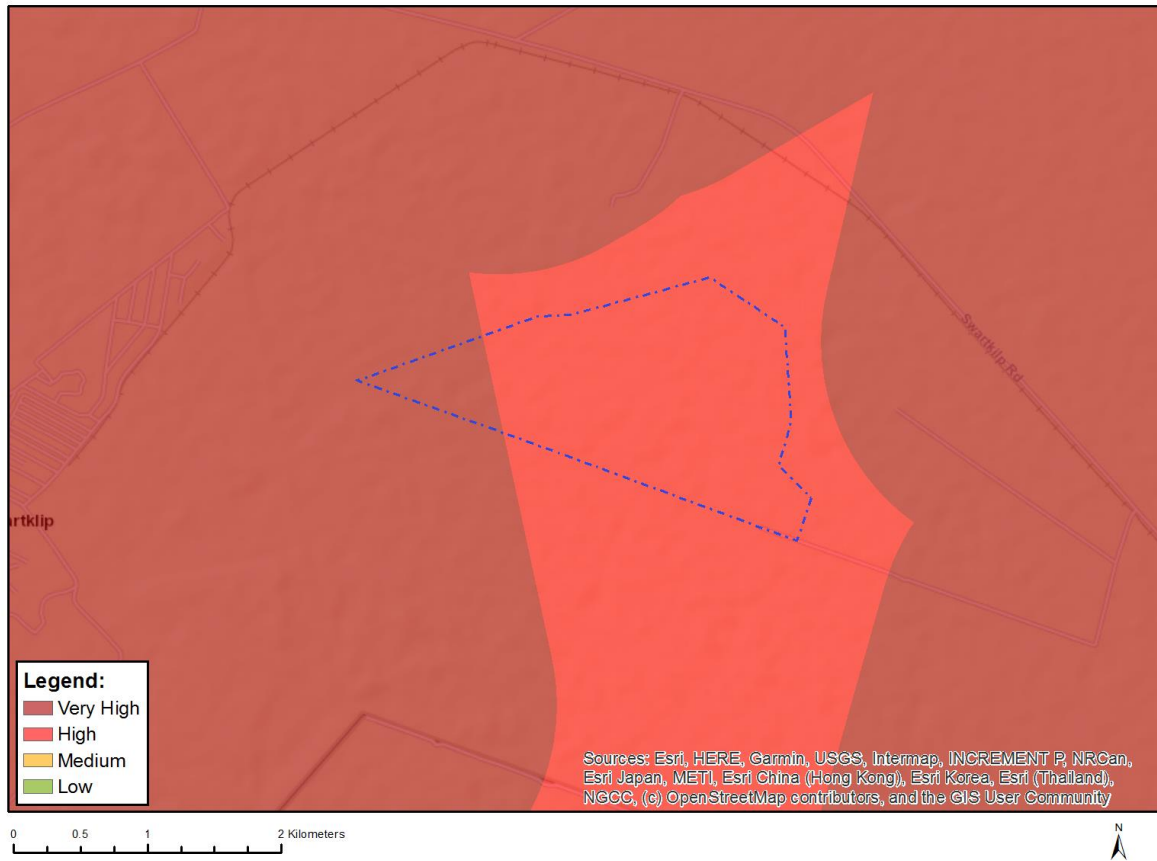 Swartklip Rd
artklip
Legend:
Very High
High
Medium
Low
Sources: Esri, HERE, Garmin, USGS, Intermap, INCREMENT P, NRCan,
Esri Japan, METI, Esri China (Hong Kong), Esri Korea, Esri (Thailand),
NGCC, (c) OpenStreetMap contributors, and the GIS User Community
0 0.5 1 2 Kilometers
N